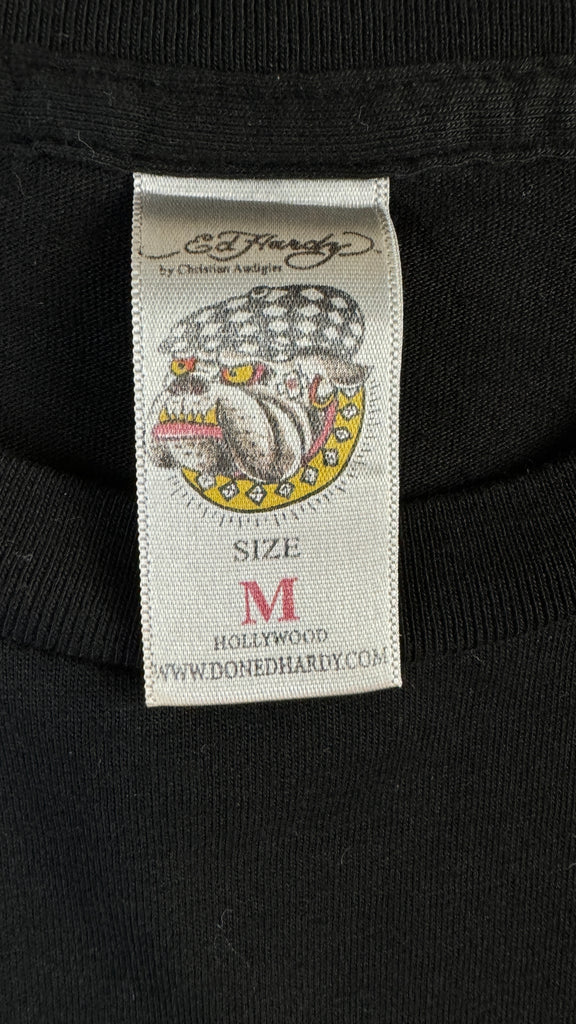 Ed Hardy
by Christian Audigier
SIZE
M
HOLLYWOOD
WWW.DONEDHARDY.COM